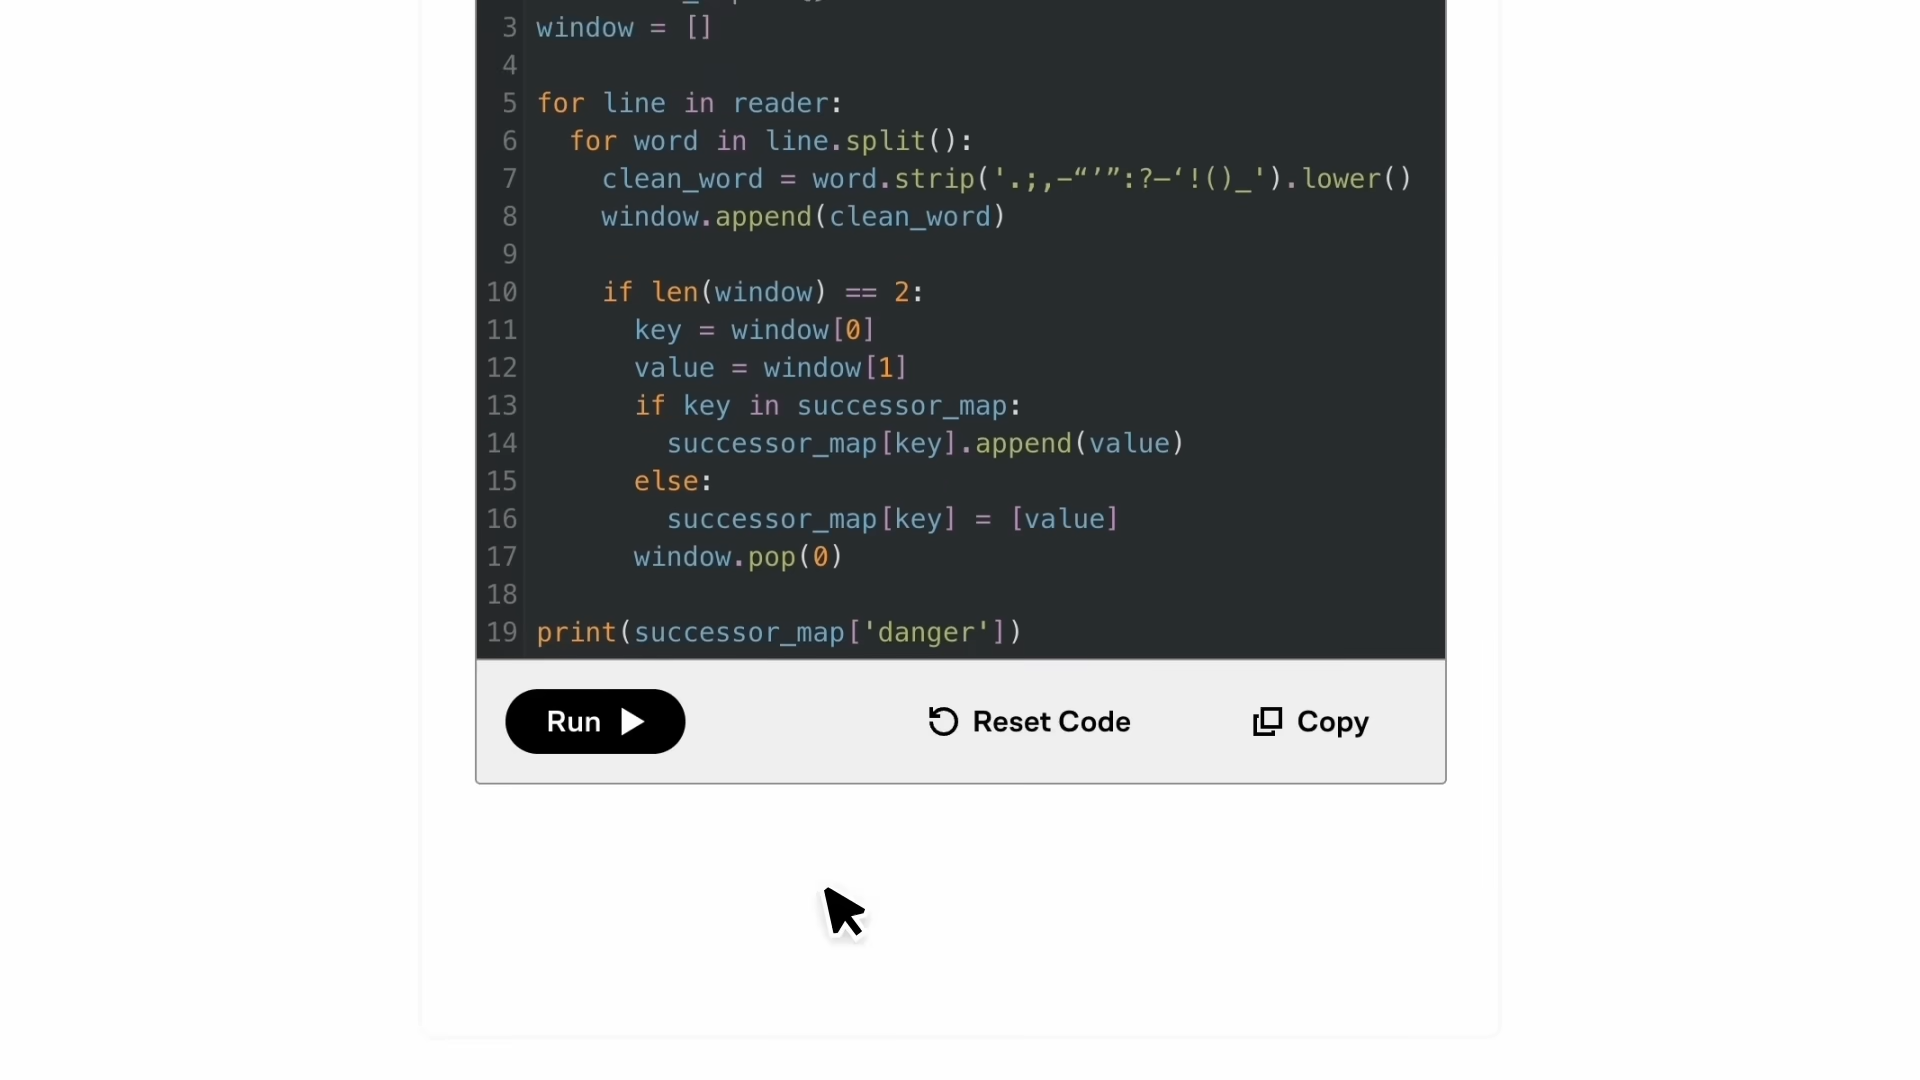 3 window = []
4
5 for line in reader:
6   for word in line.split():
7     clean_word = word.strip('.;,—“’”:?—‘!()_').lower()
8     window.append(clean_word)
9
10     if len(window) == 2:
11       key = window[0]
12       value = window[1]
13       if key in successor_map:
14         successor_map[key].append(value)
15       else:
16         successor_map[key] = [value]
17       window.pop(0)
18
19 print(successor_map['danger'])
Run
Reset Code
Copy